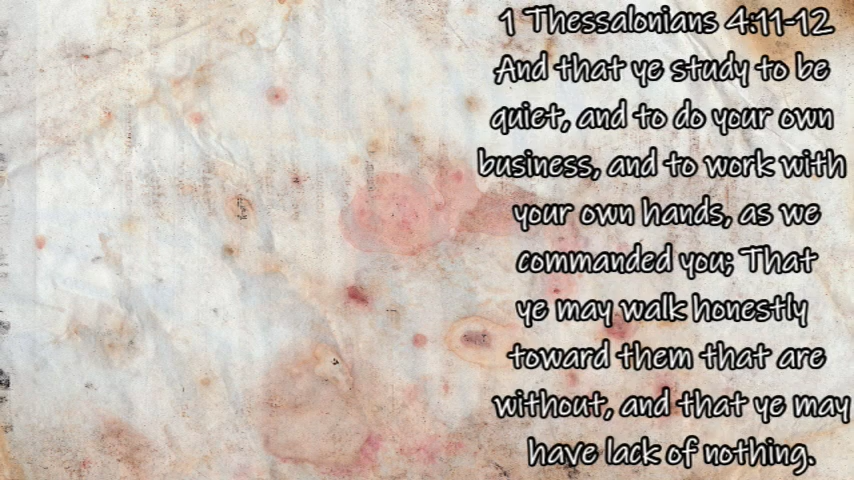 1 Thessalonians 4:11-12
And that ye study to be
quiet, and to do your own
business, and to work with
your own hands, as we
commanded you; That
ye may walk honestly
toward them that are
without, and that ye may
have lack of nothing.